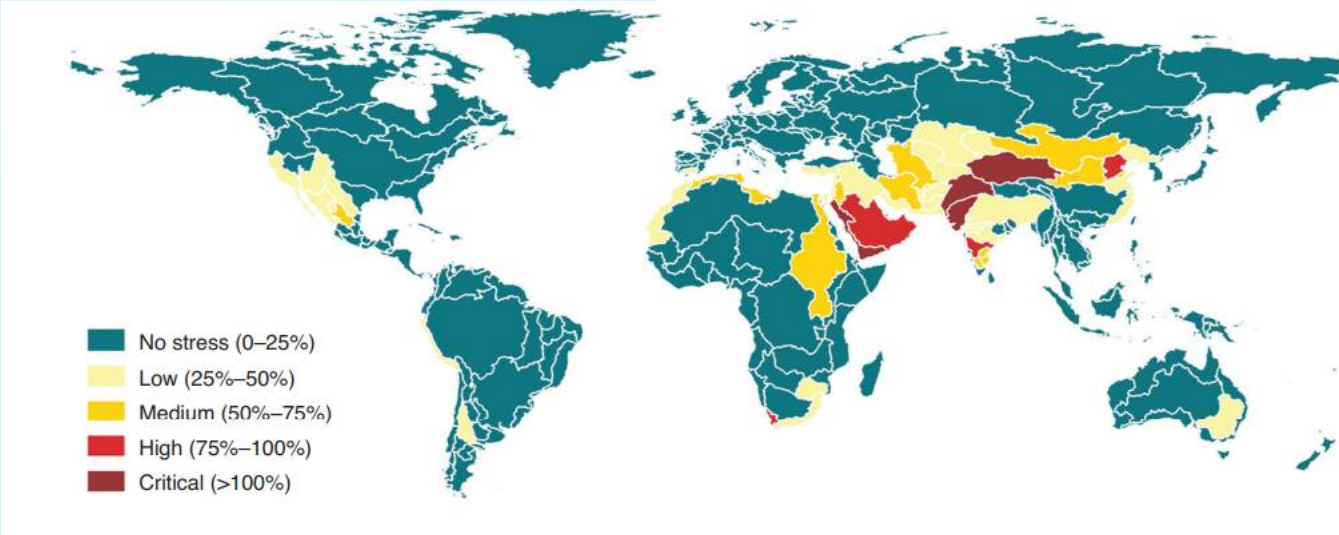 No stress (0–25%)
Low (25%–50%)
Medium (50%–75%)
High (75%–100%)
Critical (>100%)